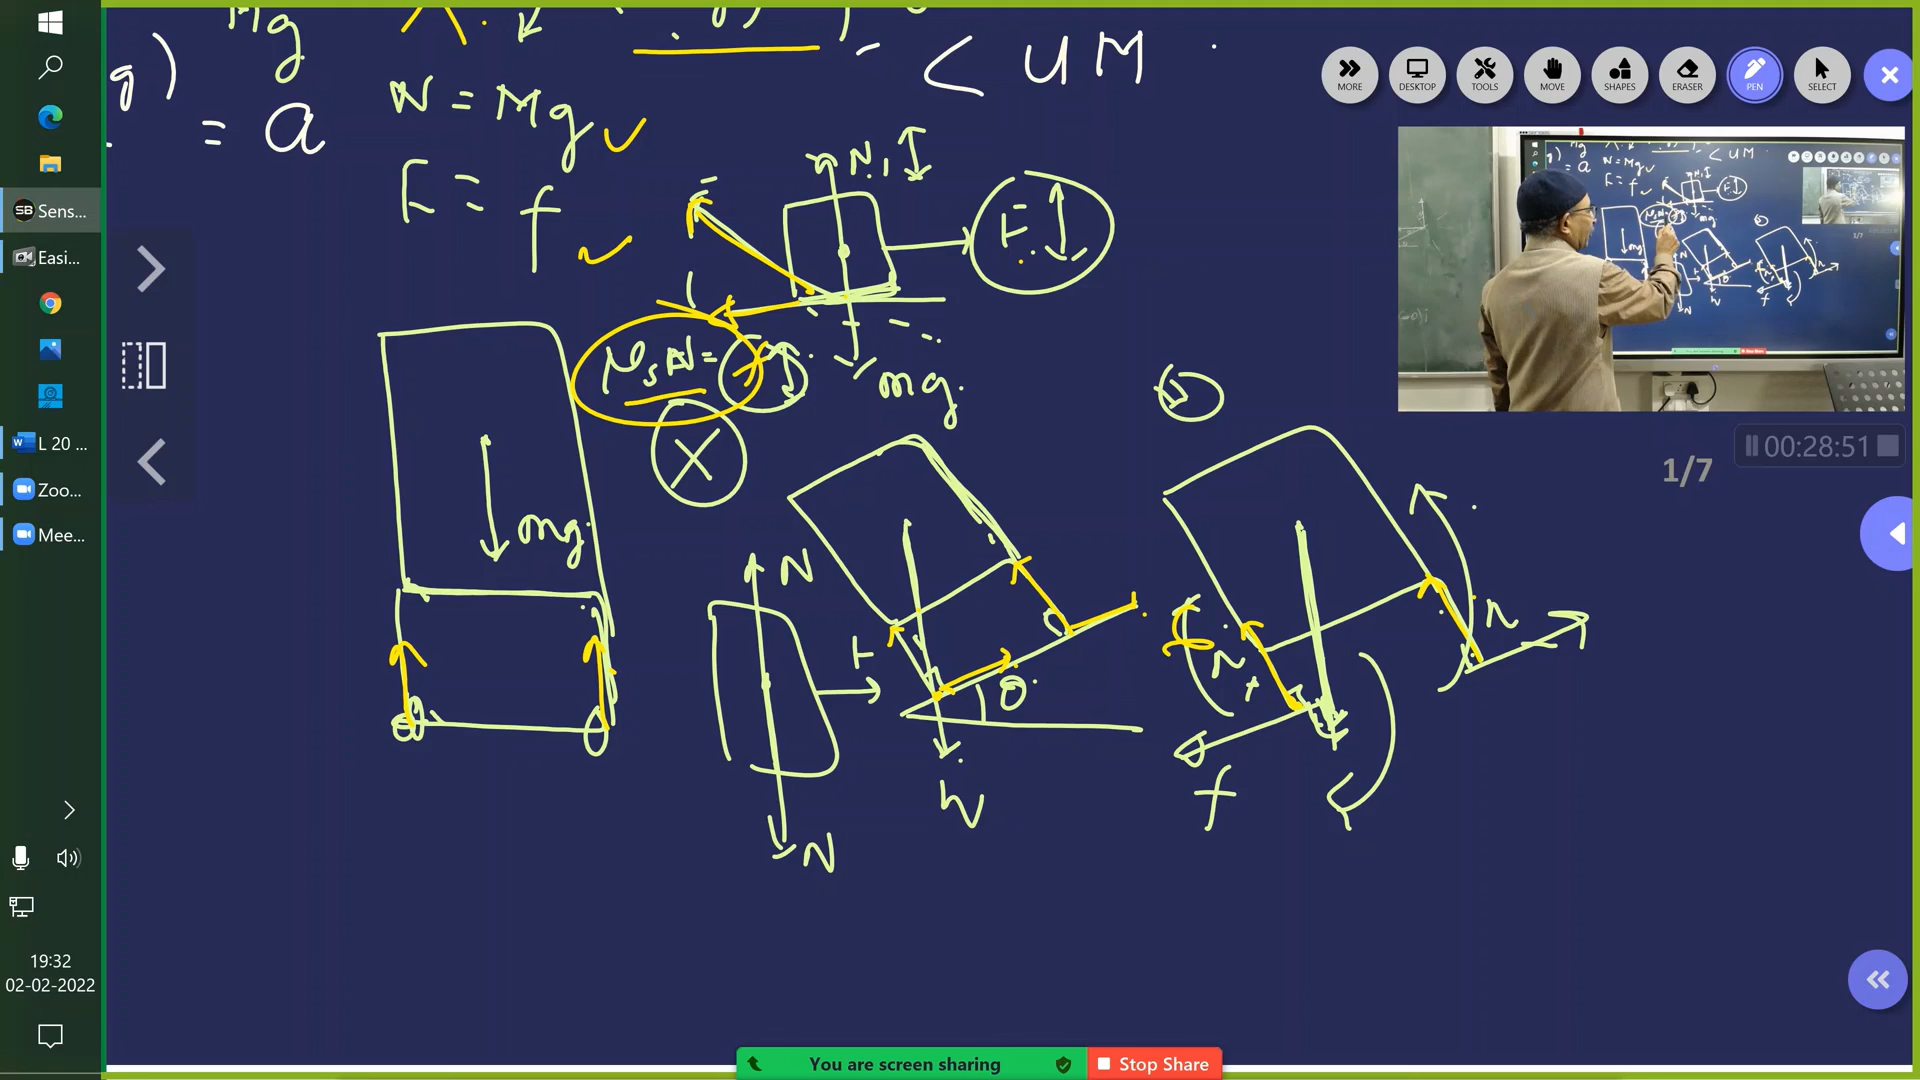 Mg
g)
= a
< UM
N = Mg
F = f
N
F
μsN = f
mg
mg
N
F
N
θ
W
N
N
f
MORE
DESKTOP
TOOLS
MOVE
SHAPES
ERASER
PEN
SELECT
00:28:51
1/7
Sens...
Easi...
L 20 ...
Zoo...
Mee...
19:32
02-02-2022
You are screen sharing
Stop Share